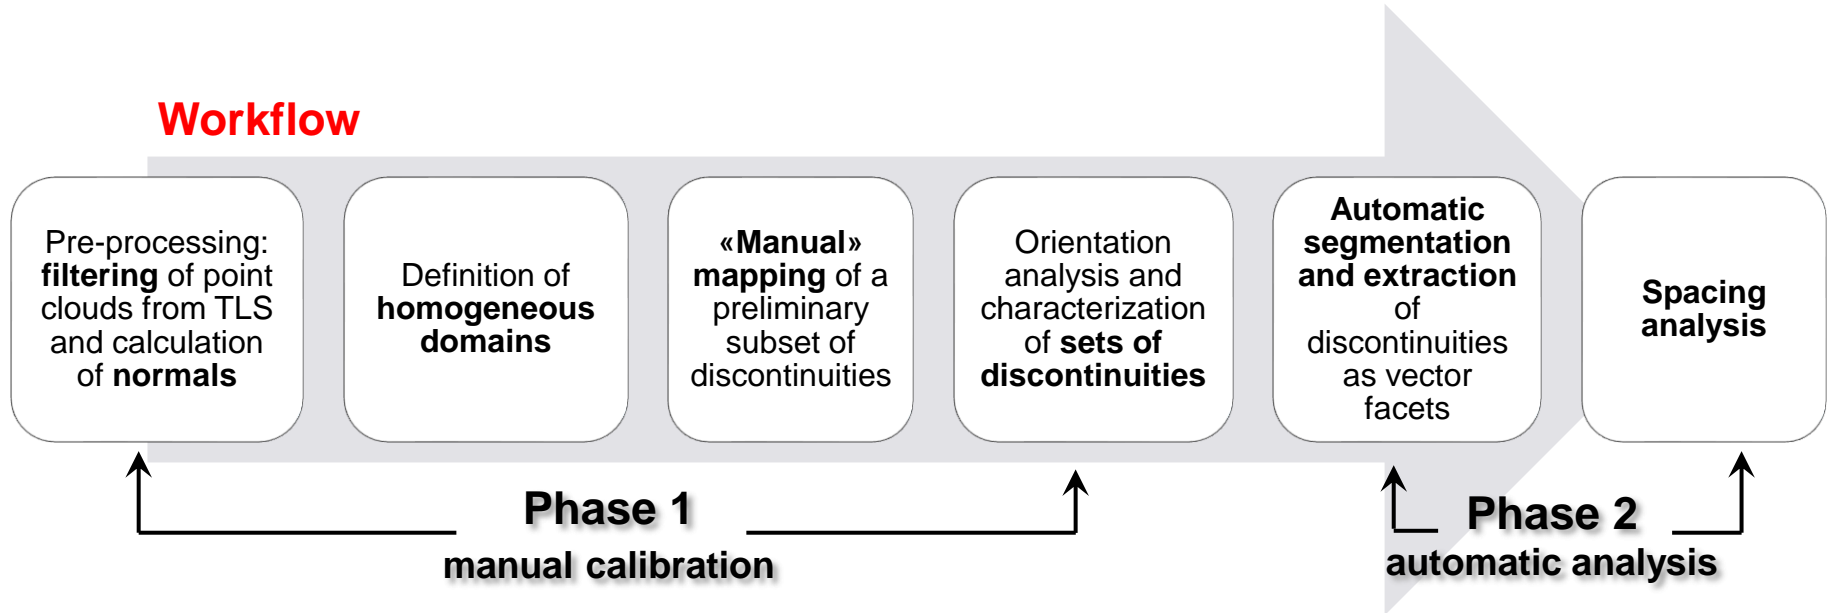 Workflow
Pre-processing:
filtering of point
clouds from TLS
and calculation
of normals
Definition of
homogeneous
domains
«Manual»
mapping of a
preliminary
subset of
discontinuities
Orientation
analysis and
characterization
of sets of
discontinuities
Automatic
segmentation
and extraction
of
discontinuities
as vector
facets
Spacing
analysis
Phase 1
manual calibration
Phase 2
automatic analysis